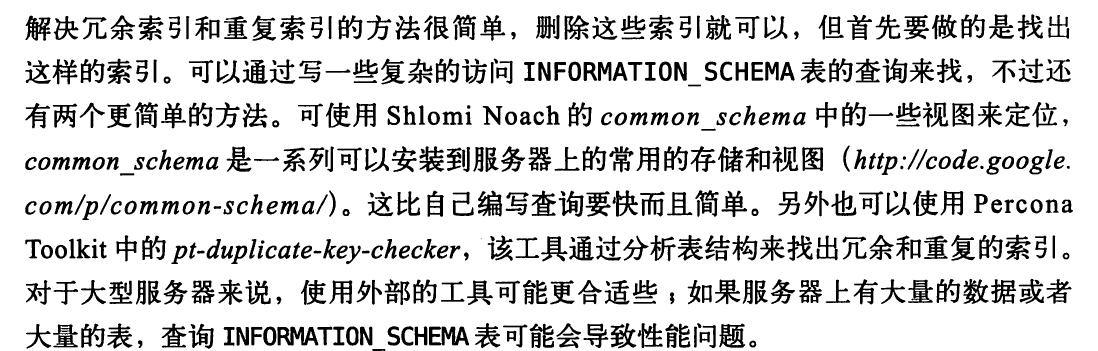 解决冗余索引和重复索引的方法很简单，删除这些索引就可以，但首先要做的是找出
这样的索引。可以通过写一些复杂的访问 INFORMATION_SCHEMA 表的查询来找，不过还
有两个更简单的方法。可使用 Shlomi Noach 的 common_schema 中的一些视图来定位，
common_schema 是一系列可以安装到服务器上的常用的存储和视图（http://code.google.
com/p/common-schema/）。这比自己编写查询要快而且简单。另外也可以使用 Percona
Toolkit 中的 pt-duplicate-key-checker，该工具通过分析表结构来找出冗余和重复的索引。
对于大型服务器来说，使用外部的工具可能更合适些；如果服务器上有大量的数据或者
大量的表，查询 INFORMATION_SCHEMA 表可能会导致性能问题。